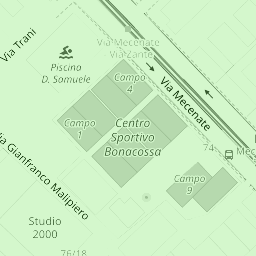 Via Trani
Via Mecenate
Via Zante
Piscina
D. Samuele
Campo
4
Via Mecenate
Campo
1
Centro
Sportivo
Bonacossa
74
Mec
Via Gianfranco Malipiero
Campo
9
Studio
2000
76/18